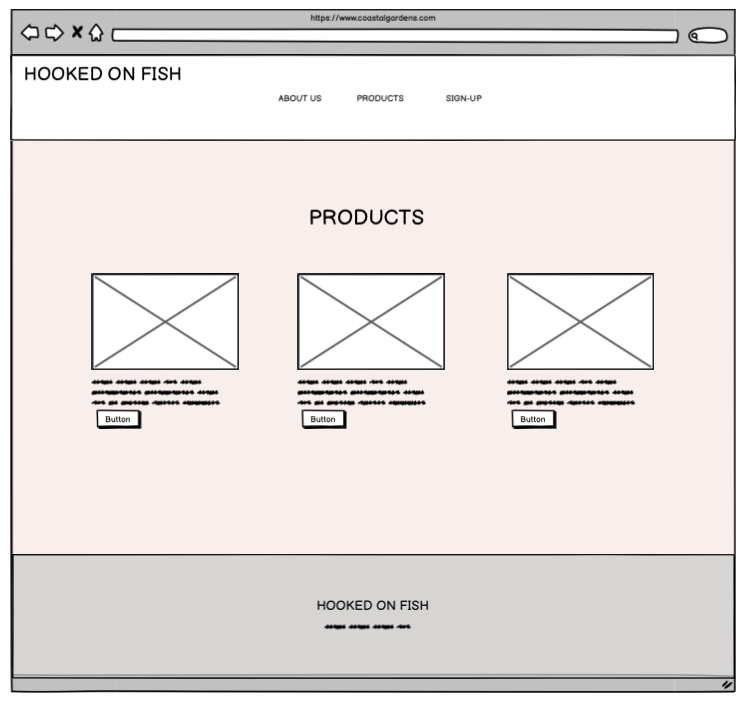 https://www.coastalgardens.com
HOOKED ON FISH
ABOUT US PRODUCTS SIGN-UP
PRODUCTS
Button Button Button
HOOKED ON FISH